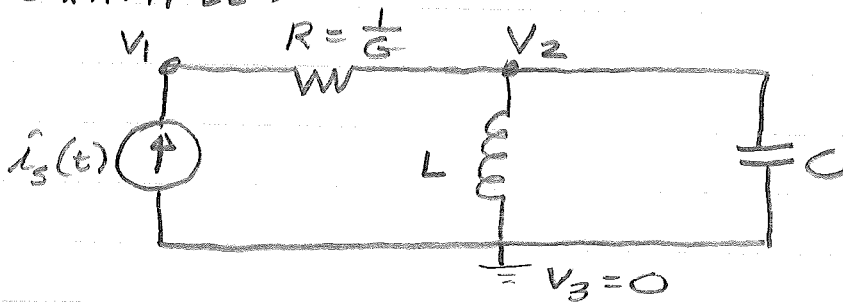 V1
R = 1/G
V2
is(t)
L
C
V3 = 0